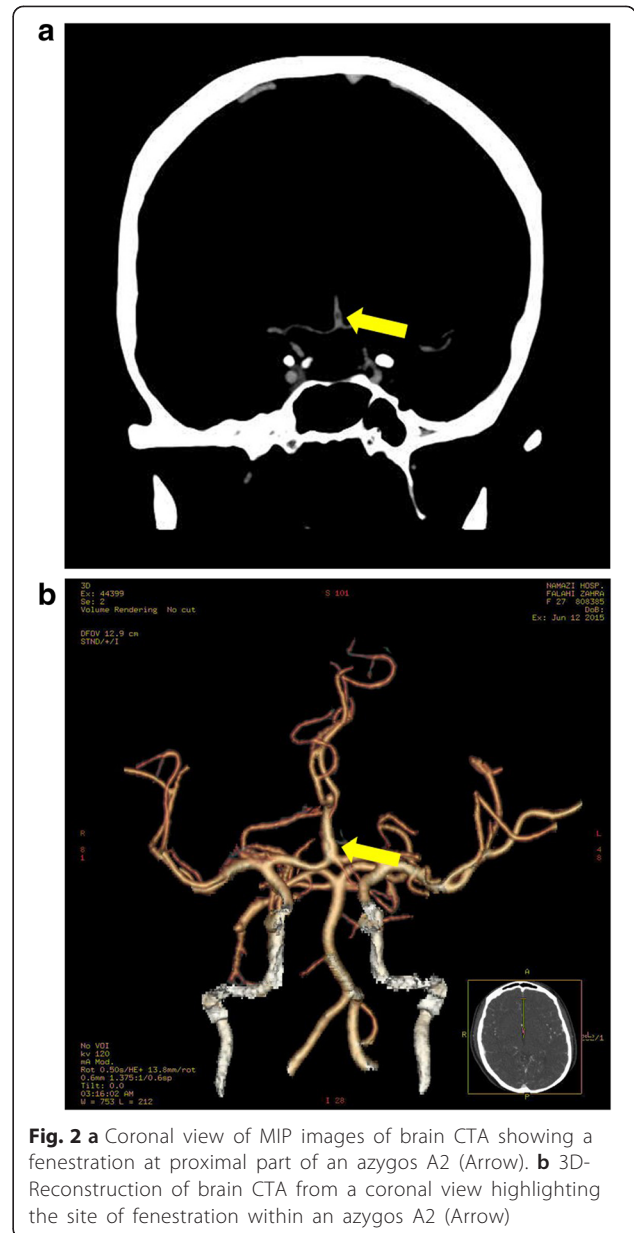 a
b
3D
Ex: 44399
Se: 2
Volume Rendering No cut
DFOV 12.9 cm
STND/+/I
S 101
NAMAZI HOSP.
FALAHI ZAHRA
F 27 808385
DoB:
Ex: Jun 12 2015
R
8
1
L
4
8
A
R
P
No VOI
kv 120
mA Mod.
Rot 0.50s/HE+ 13.8mm/rot
0.6mm 1.375:1/0.6sp
Tilt: 0.0
03:16:02 AM
W = 753 L = 212
I 28
Fig. 2 a Coronal view of MIP images of brain CTA showing a
fenestration at proximal part of an azygos A2 (Arrow). b 3D-
Reconstruction of brain CTA from a coronal view highlighting
the site of fenestration within an azygos A2 (Arrow)